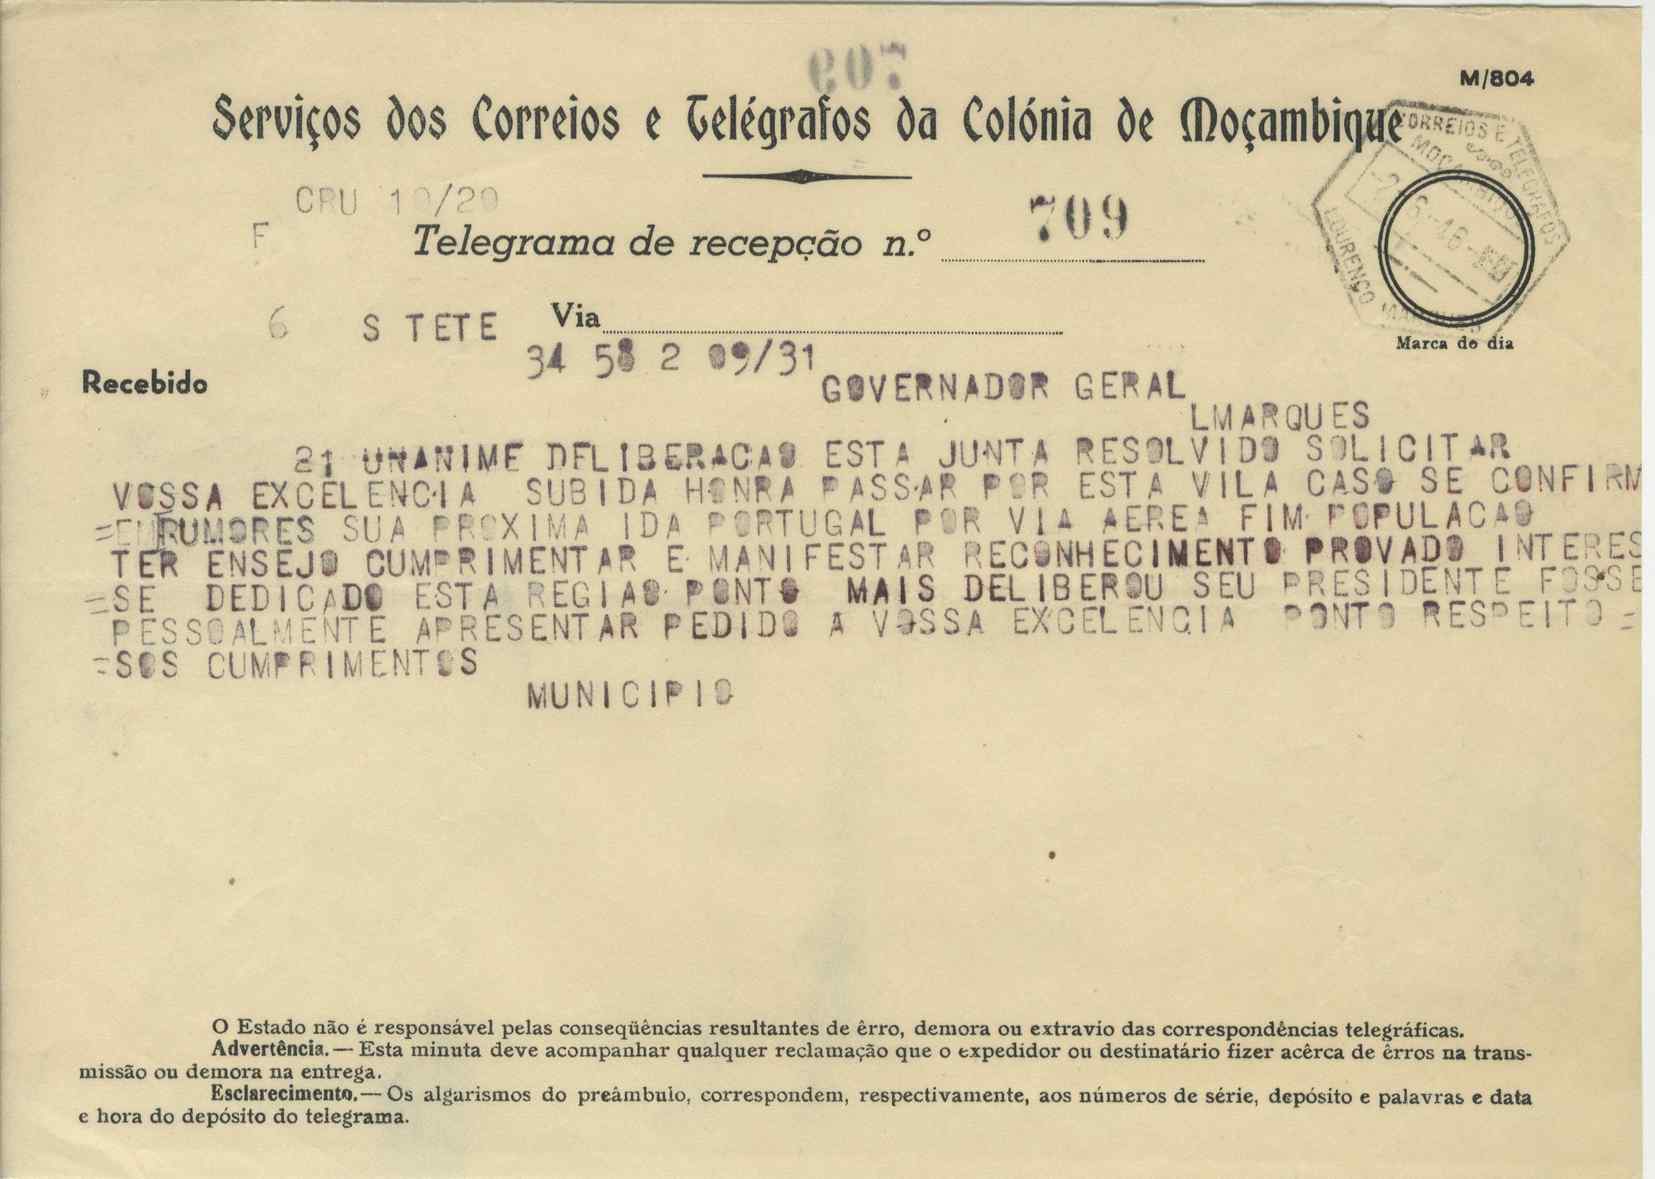 607
M/804
Serviços dos Correios e Telégrafos da Colónia de Moçambique
CORREIOS E TELEGRAFOS
MOÇAMBIQUE
LOURENÇO MARQUES
CRU 10/20
F
Telegrama de recepção n.º 709
6 S TETE Via
34 58 2 09/31
Marca do dia
Recebido
GOVERNADOR GERAL
LMARQUES
21 UNANIME DELIBERACAO ESTA JUNTA RESOLVIDO SOLICITAR
VOSSA EXCELENCIA SUBIDA HONRA PASSAR POR ESTA VILA CASO SE CONFIRM
=EM RUMORES SUA PROXIMA IDA PORTUGAL POR VIA AEREA FIM POPULACAO
TER ENSEJO CUMPRIMENTAR E MANIFESTAR RECONHECIMENTO PROVADO INTERES
=SE DEDICADO ESTA REGIAO PONTO MAIS DELIBEROU SEU PRESIDENTE FOSSE
PESSOALMENTE APRESENTAR PEDIDO A VOSSA EXCELENCIA PONTO RESPEITO =
=SOS CUMPRIMENTOS
MUNICIPIO
O Estado não é responsável pelas conseqüências resultantes de êrro, demora ou extravio das correspondências telegráficas.
Advertência.— Esta minuta deve acompanhar qualquer reclamação que o expedidor ou destinatário fizer acêrca de êrros na trans-
missão ou demora na entrega.
Esclarecimento.— Os algarismos do preâmbulo, correspondem, respectivamente, aos números de série, depósito e palavras e data
e hora do depósito do telegrama.